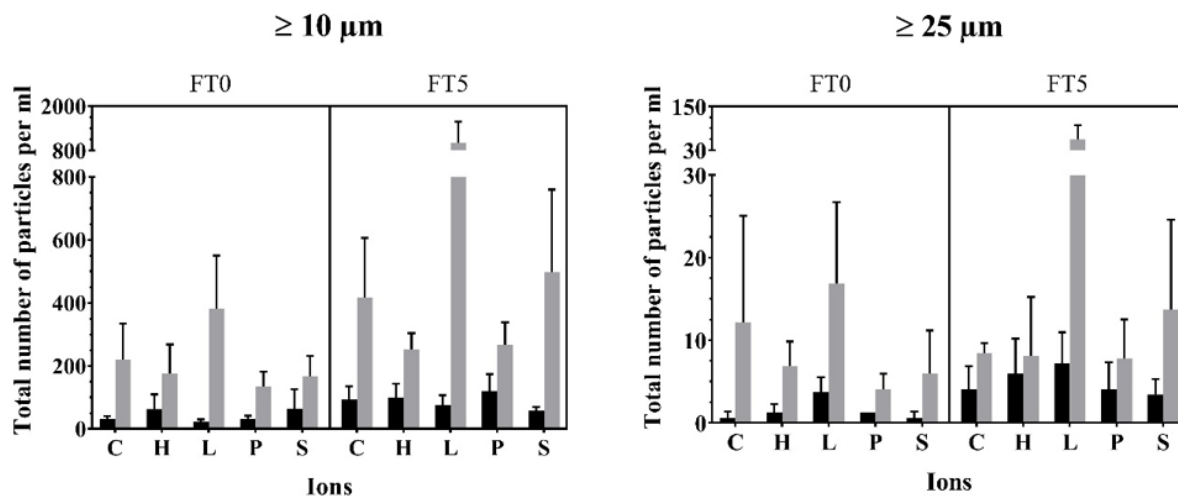 ≥ 10 µm
FT0 FT5
Total number of particles per ml
2000
800
800
600
400
200
0
C H L P S C H L P S
Ions
≥ 25 µm
FT0 FT5
Total number of particles per ml
150
30
30
20
10
0
C H L P S C H L P S
Ions